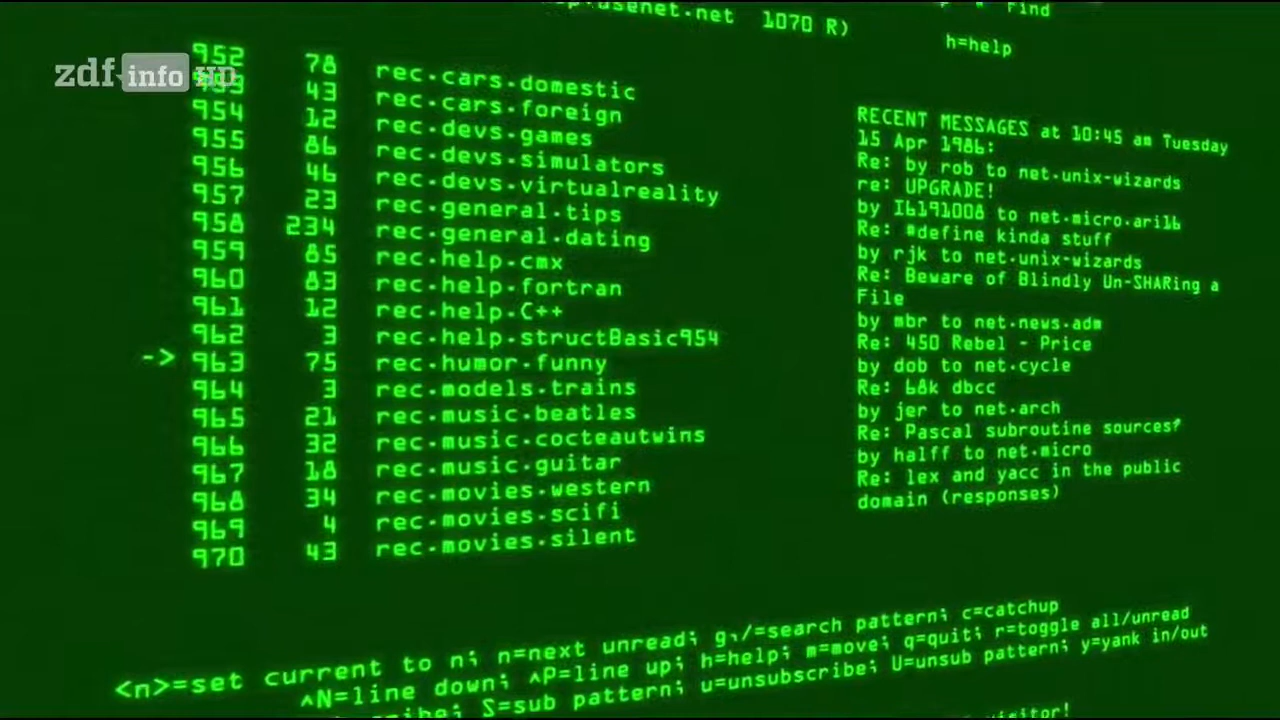 usenet.net 1070 R)
Find
h=help
zdf info HD
952 78 rec.cars.domestic
953 43 rec.cars.foreign
954 12 rec.devs.games
955 86 rec.devs.simulators
956 46 rec.devs.virtualreality
957 23 rec.general.tips
958 234 rec.general.dating
959 85 rec.help.cmx
960 83 rec.help.fortran
961 12 rec.help.C++
962 3 rec.help.structBasic954
-> 963 75 rec.humor.funny
964 3 rec.models.trains
965 21 rec.music.beatles
966 32 rec.music.cocteautwins
967 18 rec.music.guitar
968 34 rec.movies.western
969 4 rec.movies.scifi
970 43 rec.movies.silent
RECENT MESSAGES at 10:45 am Tuesday
15 Apr 1986:
Re: by rob to net.unix-wizards
re: UPGRADE!
by I6191008 to net.micro.ari16
Re: #define kinda stuff
by rjk to net.unix-wizards
Re: Beware of Blindly Un-SHARing a
File
by mbr to net.news.adm
Re: 450 Rebel - Price
by dob to net.cycle
Re: 68k dbcc
by jer to net.arch
Re: Pascal subroutine sources?
by halff to net.micro
Re: lex and yacc in the public
domain (responses)
<n>=set current to n; n=next unread; g,/=search pattern; c=catchup
^N=line down; ^P=line up; h=help; m=move; q=quit; r=toggle all/unread
S=sub pattern; u=unsubscribe; U=unsub pattern; y=yank in/out